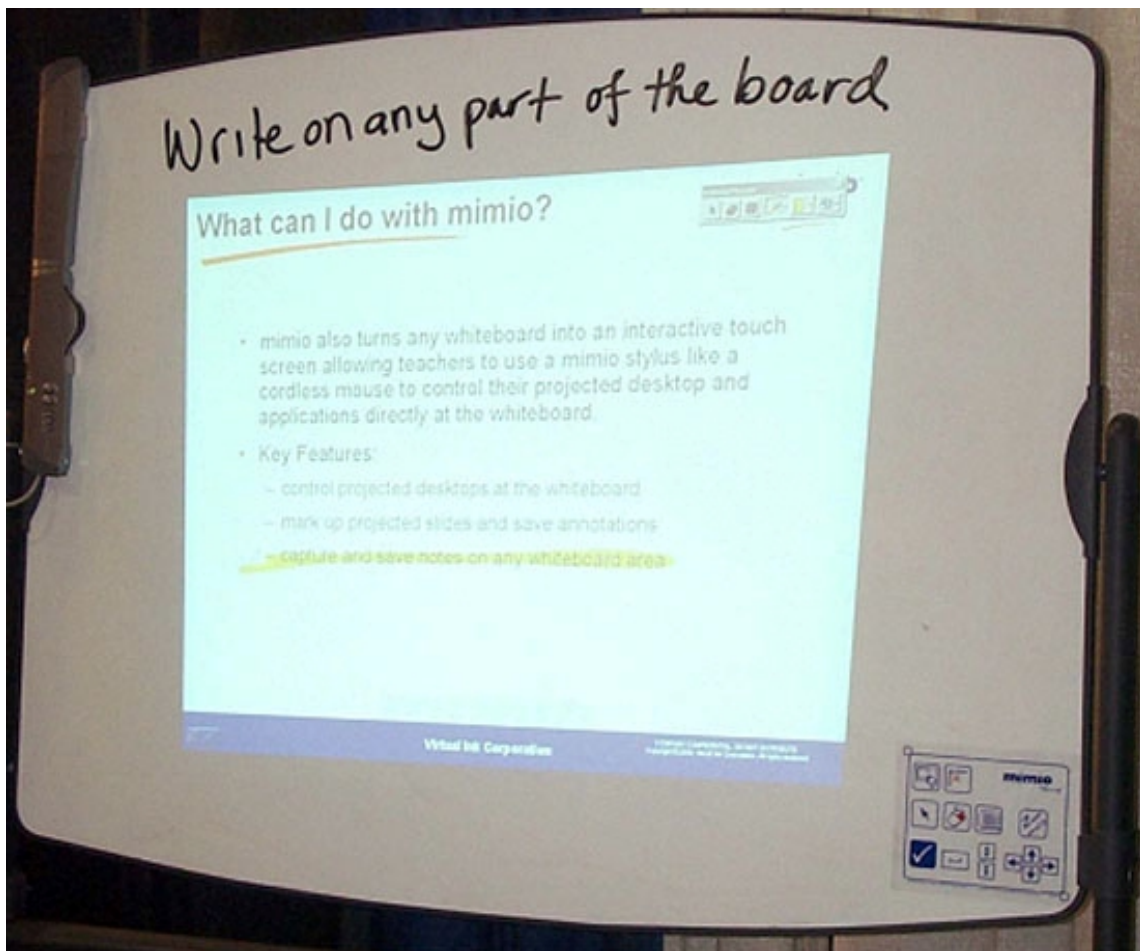 Write on any part of the board
What can I do with mimio?
• mimio also turns any whiteboard into an interactive touch
screen allowing teachers to use a mimio stylus like a
cordless mouse to control their projected desktop and
applications directly at the whiteboard.
• Key Features:
– control projected desktops at the whiteboard
– mark up projected slides and save annotations
– capture and save notes on any whiteboard area
Virtual Ink Corporation
mimio